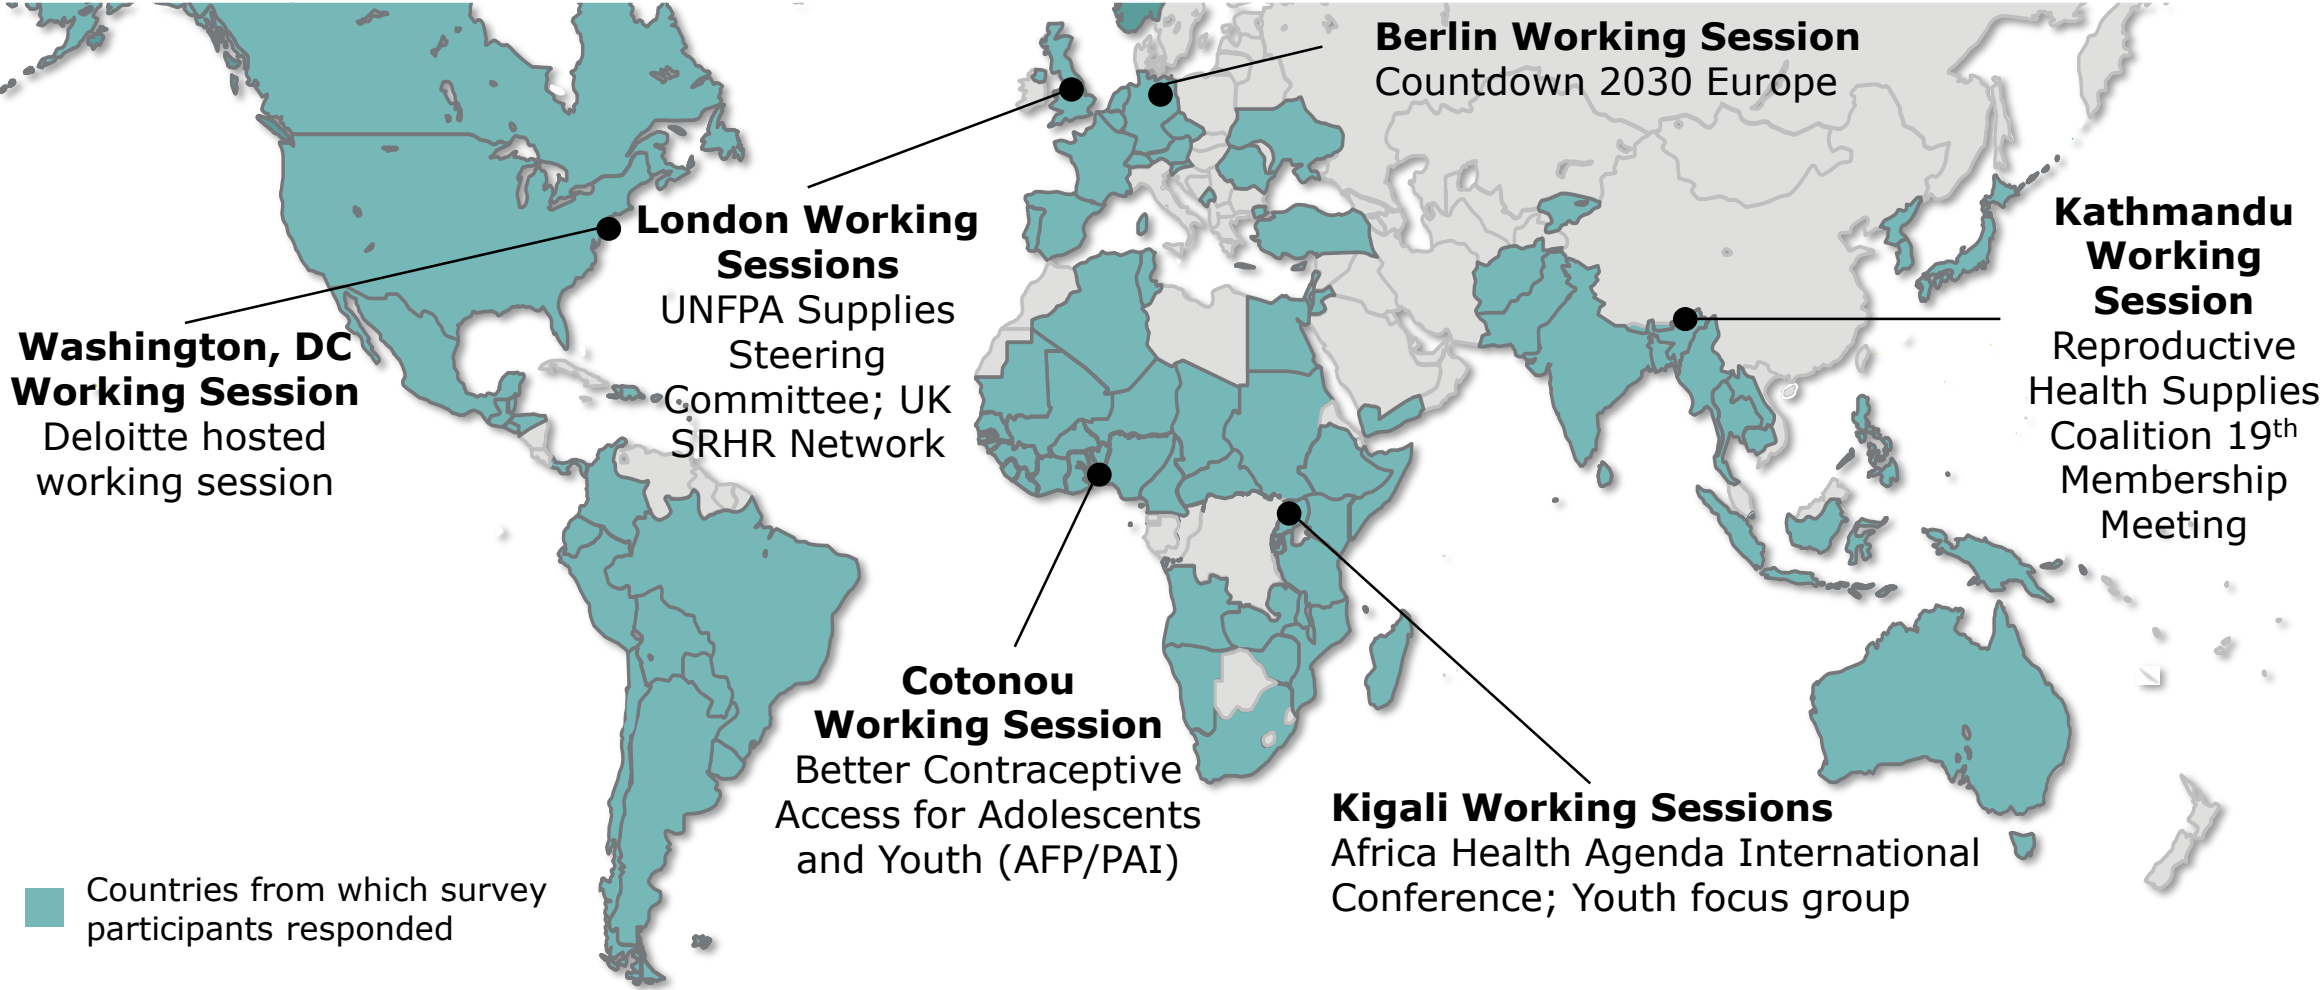 Berlin Working Session
Countdown 2030 Europe
London Working
Sessions
UNFPA Supplies
Steering
Committee; UK
SRHR Network
Kathmandu
Working
Session
Reproductive
Health Supplies
Coalition 19th
Membership
Meeting
Washington, DC
Working Session
Deloitte hosted
working session
Cotonou
Working Session
Better Contraceptive
Access for Adolescents
and Youth (AFP/PAI)
Kigali Working Sessions
Africa Health Agenda International
Conference; Youth focus group
Countries from which survey
participants responded